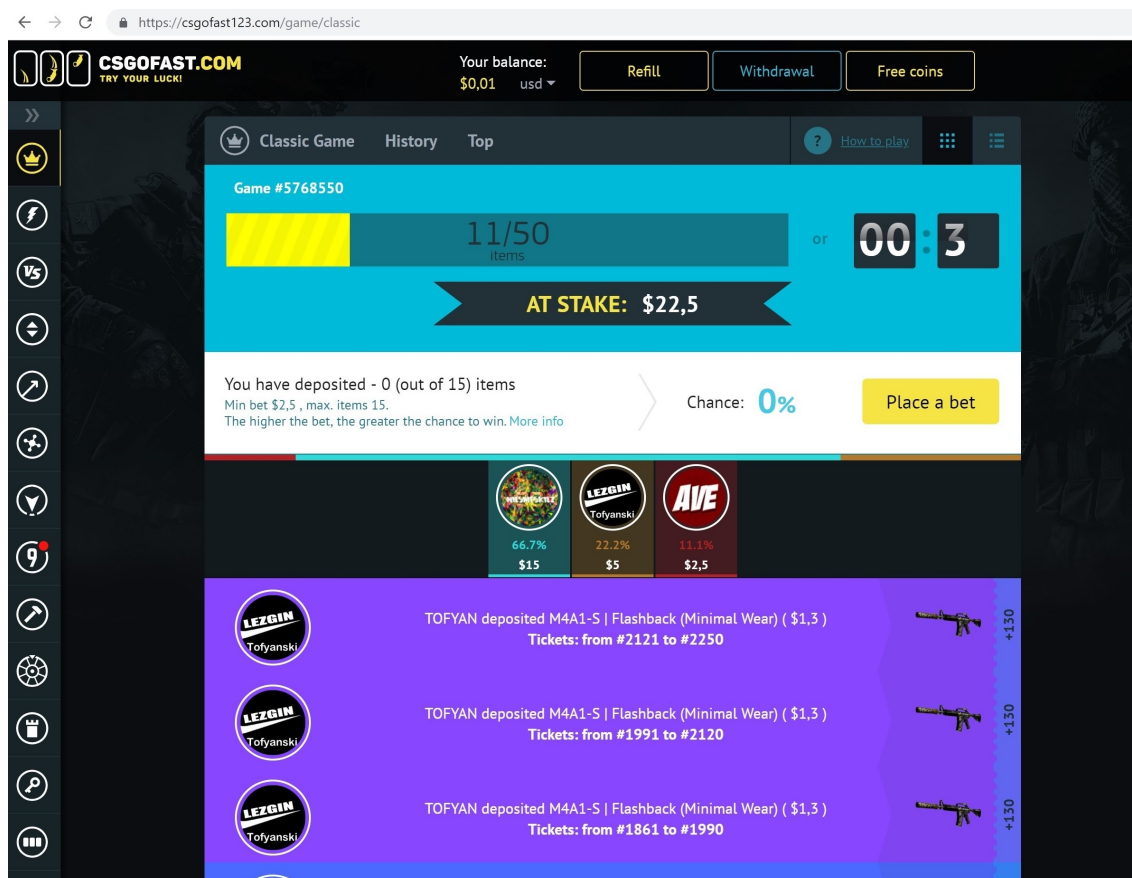 https://csgofast123.com/game/classic
CSGOFAST.COM
TRY YOUR LUCK!
Your balance:
$0,01 usd
Refill
Withdrawal
Free coins
Classic Game
History
Top
?
How to play
Game #5768550
11/50
items
or
00:3
AT STAKE: $22,5
You have deposited - 0 (out of 15) items
Min bet $2,5 , max. items 15.
The higher the bet, the greater the chance to win. More info
Chance: 0%
Place a bet
VS
LEZGIN
Tofyanski
AVE
66.7%
22.2%
11.1%
$15
$5
$2,5
9
LEZGIN
Tofyanski
TOFYAN deposited M4A1-S | Flashback (Minimal Wear) ( $1,3 )
Tickets: from #2121 to #2250
+130
LEZGIN
Tofyanski
TOFYAN deposited M4A1-S | Flashback (Minimal Wear) ( $1,3 )
Tickets: from #1991 to #2120
+130
LEZGIN
Tofyanski
TOFYAN deposited M4A1-S | Flashback (Minimal Wear) ( $1,3 )
Tickets: from #1861 to #1990
+130